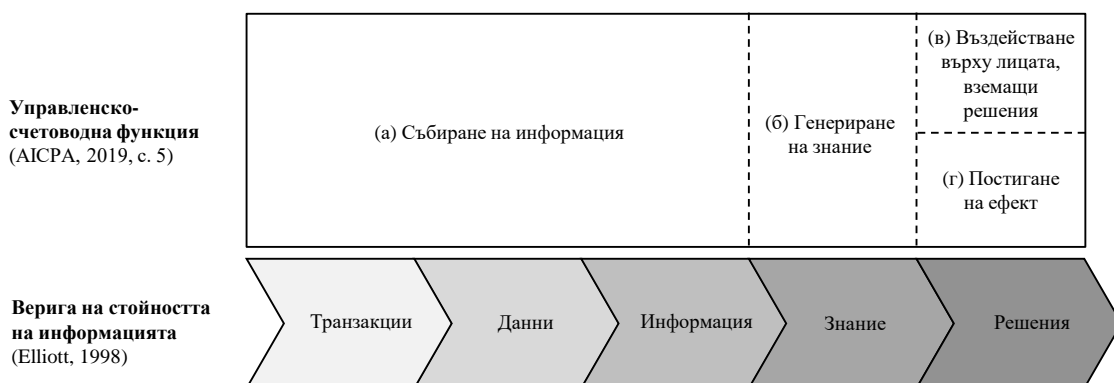 Управленско-
счетоводна функция
(AICPA, 2019, с. 5)
(а) Събиране на информация
(б) Генериране
на знание
(в) Въздействане
върху лицата,
вземащи
решения
(г) Постигане
на ефект
Верига на стойността
на информацията
(Elliott, 1998)
Транзакции
Данни
Информация
Знание
Решения